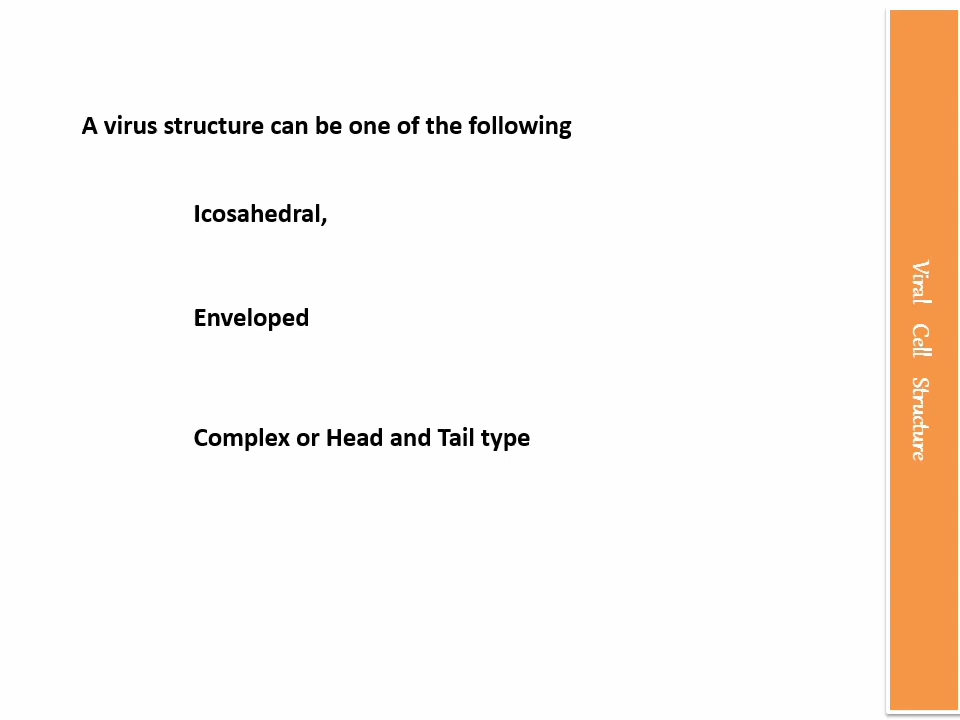 A virus structure can be one of the following
Icosahedral,
Enveloped
Complex or Head and Tail type
Viral Cell Structure